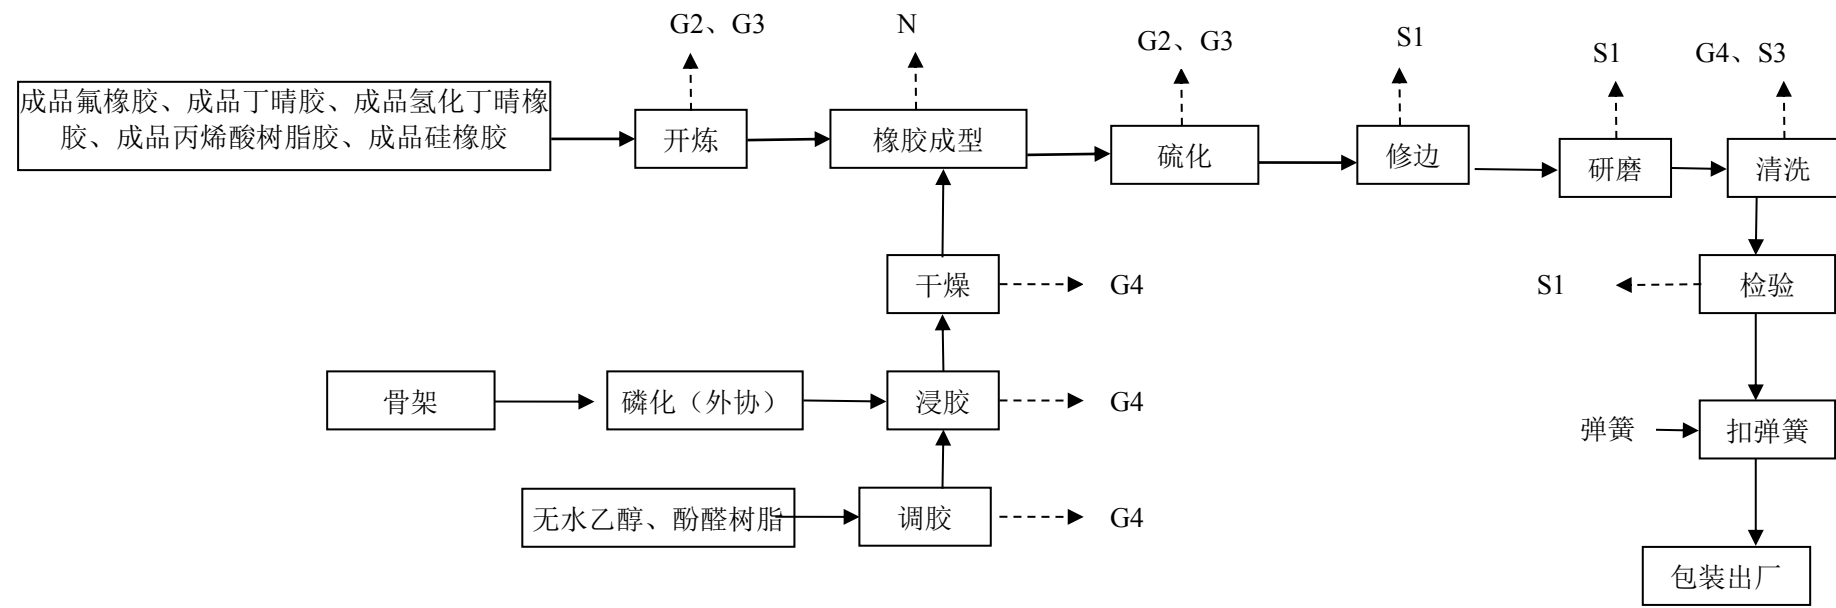 G2、G3
N
G2、G3
S1
S1
G4、S3
成品氟橡胶、成品丁晴胶、成品氢化丁晴橡
胶、成品丙烯酸树脂胶、成品硅橡胶
开炼
橡胶成型
硫化
修边
研磨
清洗
干燥
G4
S1
检验
骨架
磷化（外协）
浸胶
G4
弹簧
扣弹簧
无水乙醇、酚醛树脂
调胶
G4
包装出厂